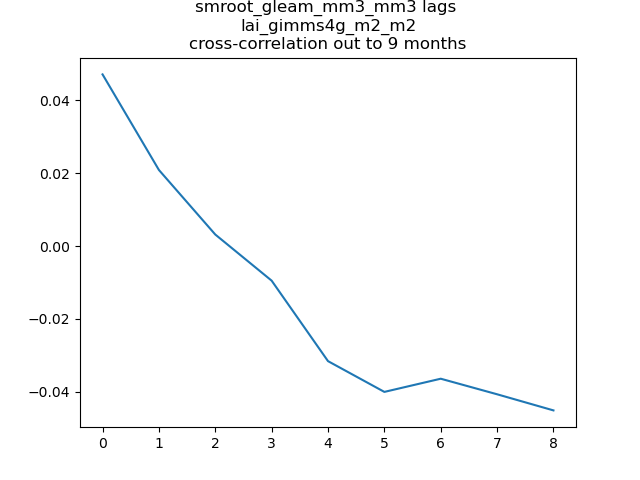 smroot_gleam_mm3_mm3 lags
lai_gimms4g_m2_m2
cross-correlation out to 9 months
0.04
0.02
0.00
−0.02
−0.04
0 1 2 3 4 5 6 7 8